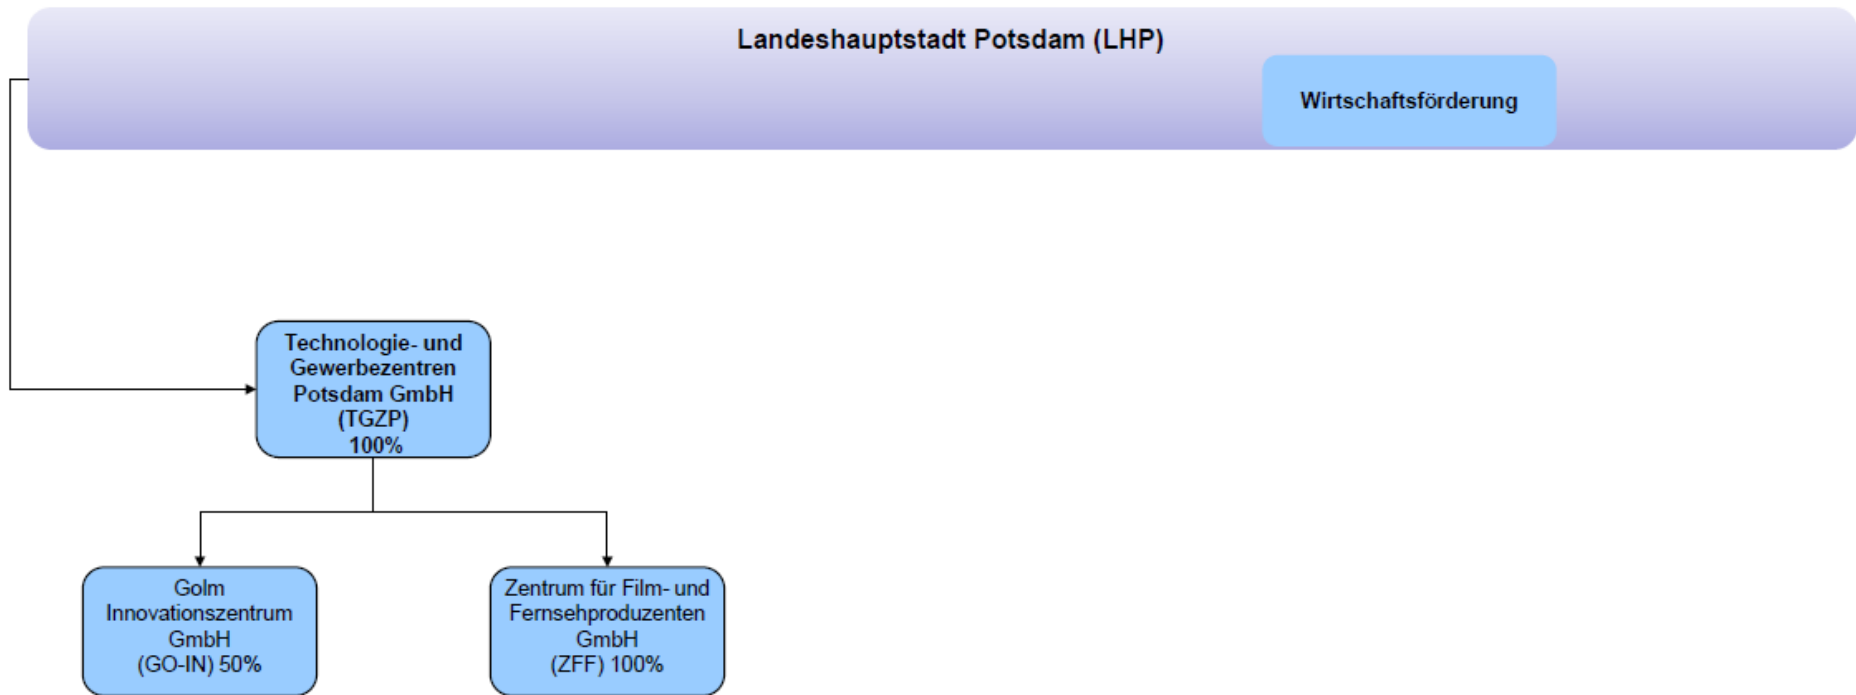 Landeshauptstadt Potsdam (LHP)
Wirtschaftsförderung
Technologie- und
Gewerbezentren
Potsdam GmbH
(TGZP)
100%
Golm
Innovationszentrum
GmbH
(GO-IN) 50%
Zentrum für Film- und
Fernsehproduzenten
GmbH
(ZFF) 100%